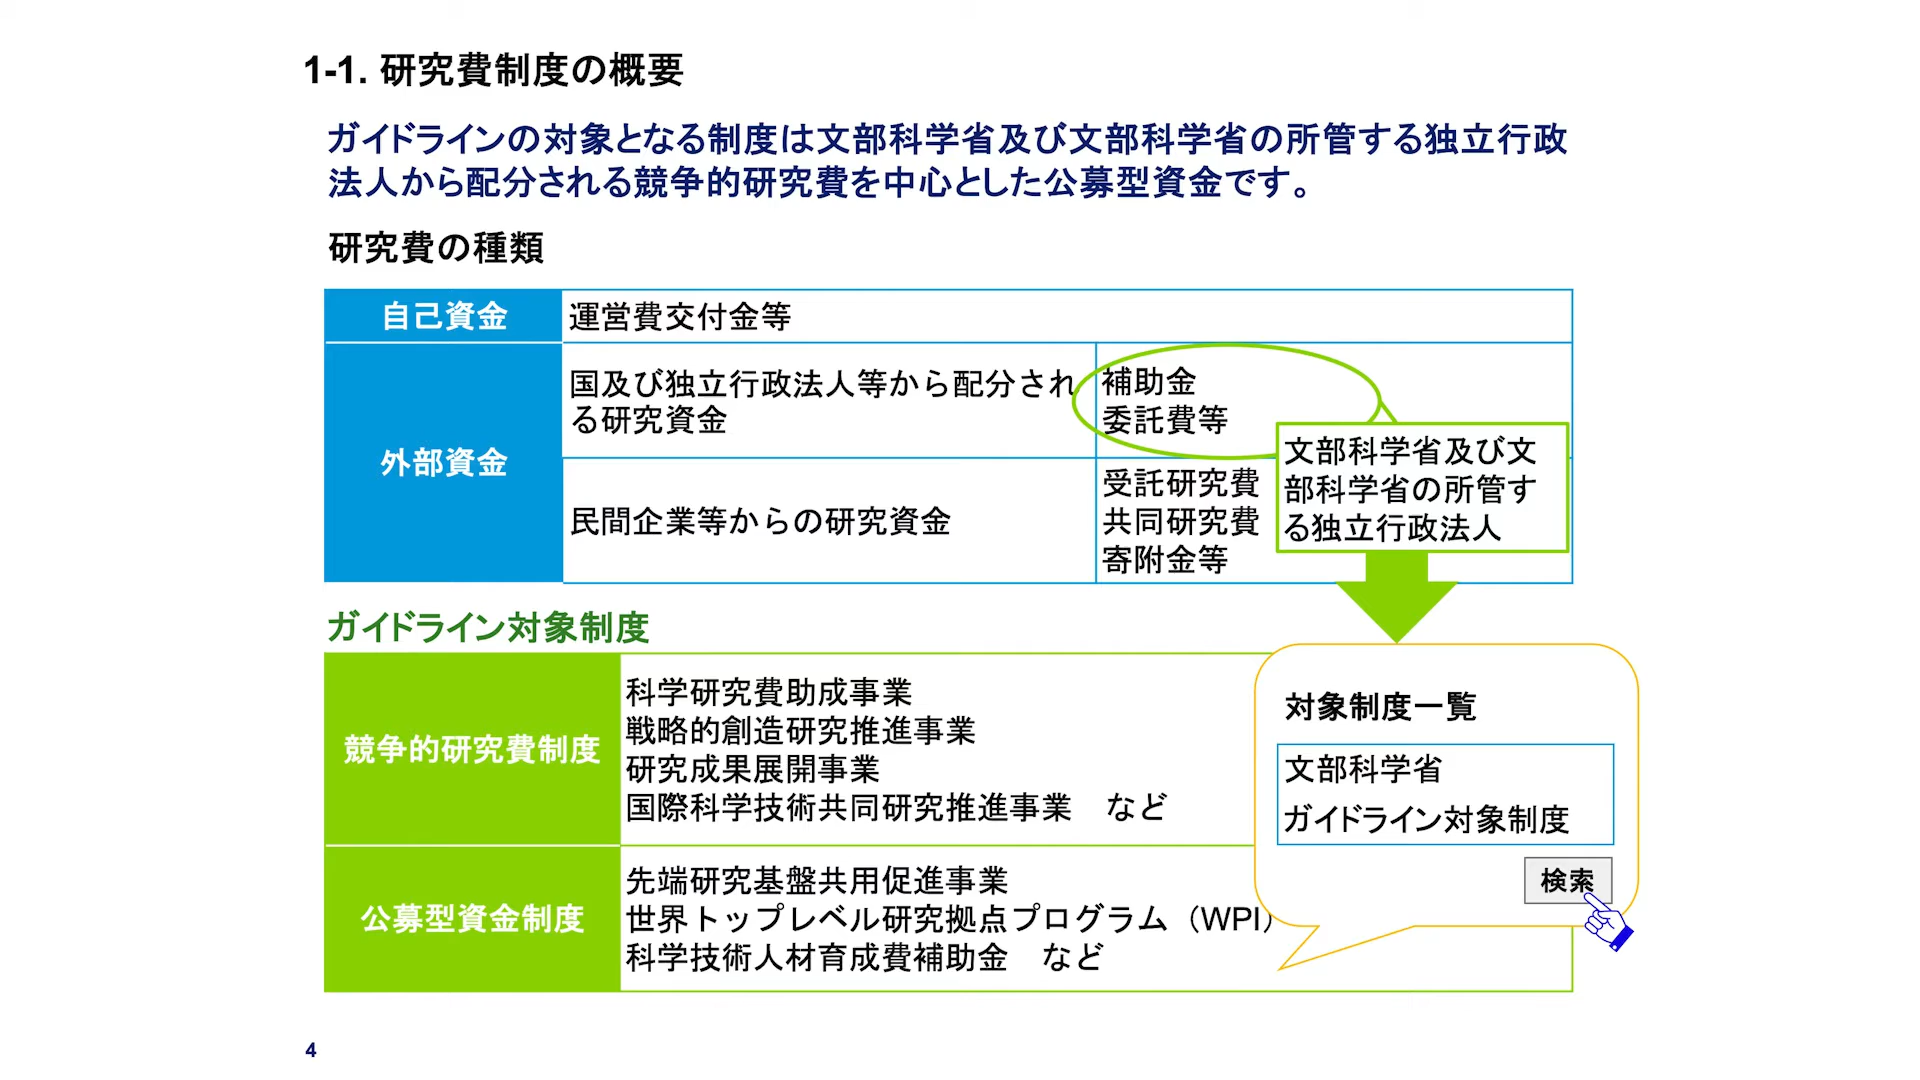 1-1. 研究費制度の概要
ガイドラインの対象となる制度は文部科学省及び文部科学省の所管する独立行政
法人から配分される競争的研究費を中心とした公募型資金です。
研究費の種類
自己資金
運営費交付金等
外部資金
国及び独立行政法人等から配分され
る研究資金
補助金
委託費等
民間企業等からの研究資金
受託研究費
共同研究費
寄附金等
文部科学省及び文
部科学省の所管す
る独立行政法人
ガイドライン対象制度
競争的研究費制度
科学研究費助成事業
戦略的創造研究推進事業
研究成果展開事業
国際科学技術共同研究推進事業　など
公募型資金制度
先端研究基盤共用促進事業
世界トップレベル研究拠点プログラム（WPI）
科学技術人材育成費補助金　など
対象制度一覧
文部科学省
ガイドライン対象制度
検索
4